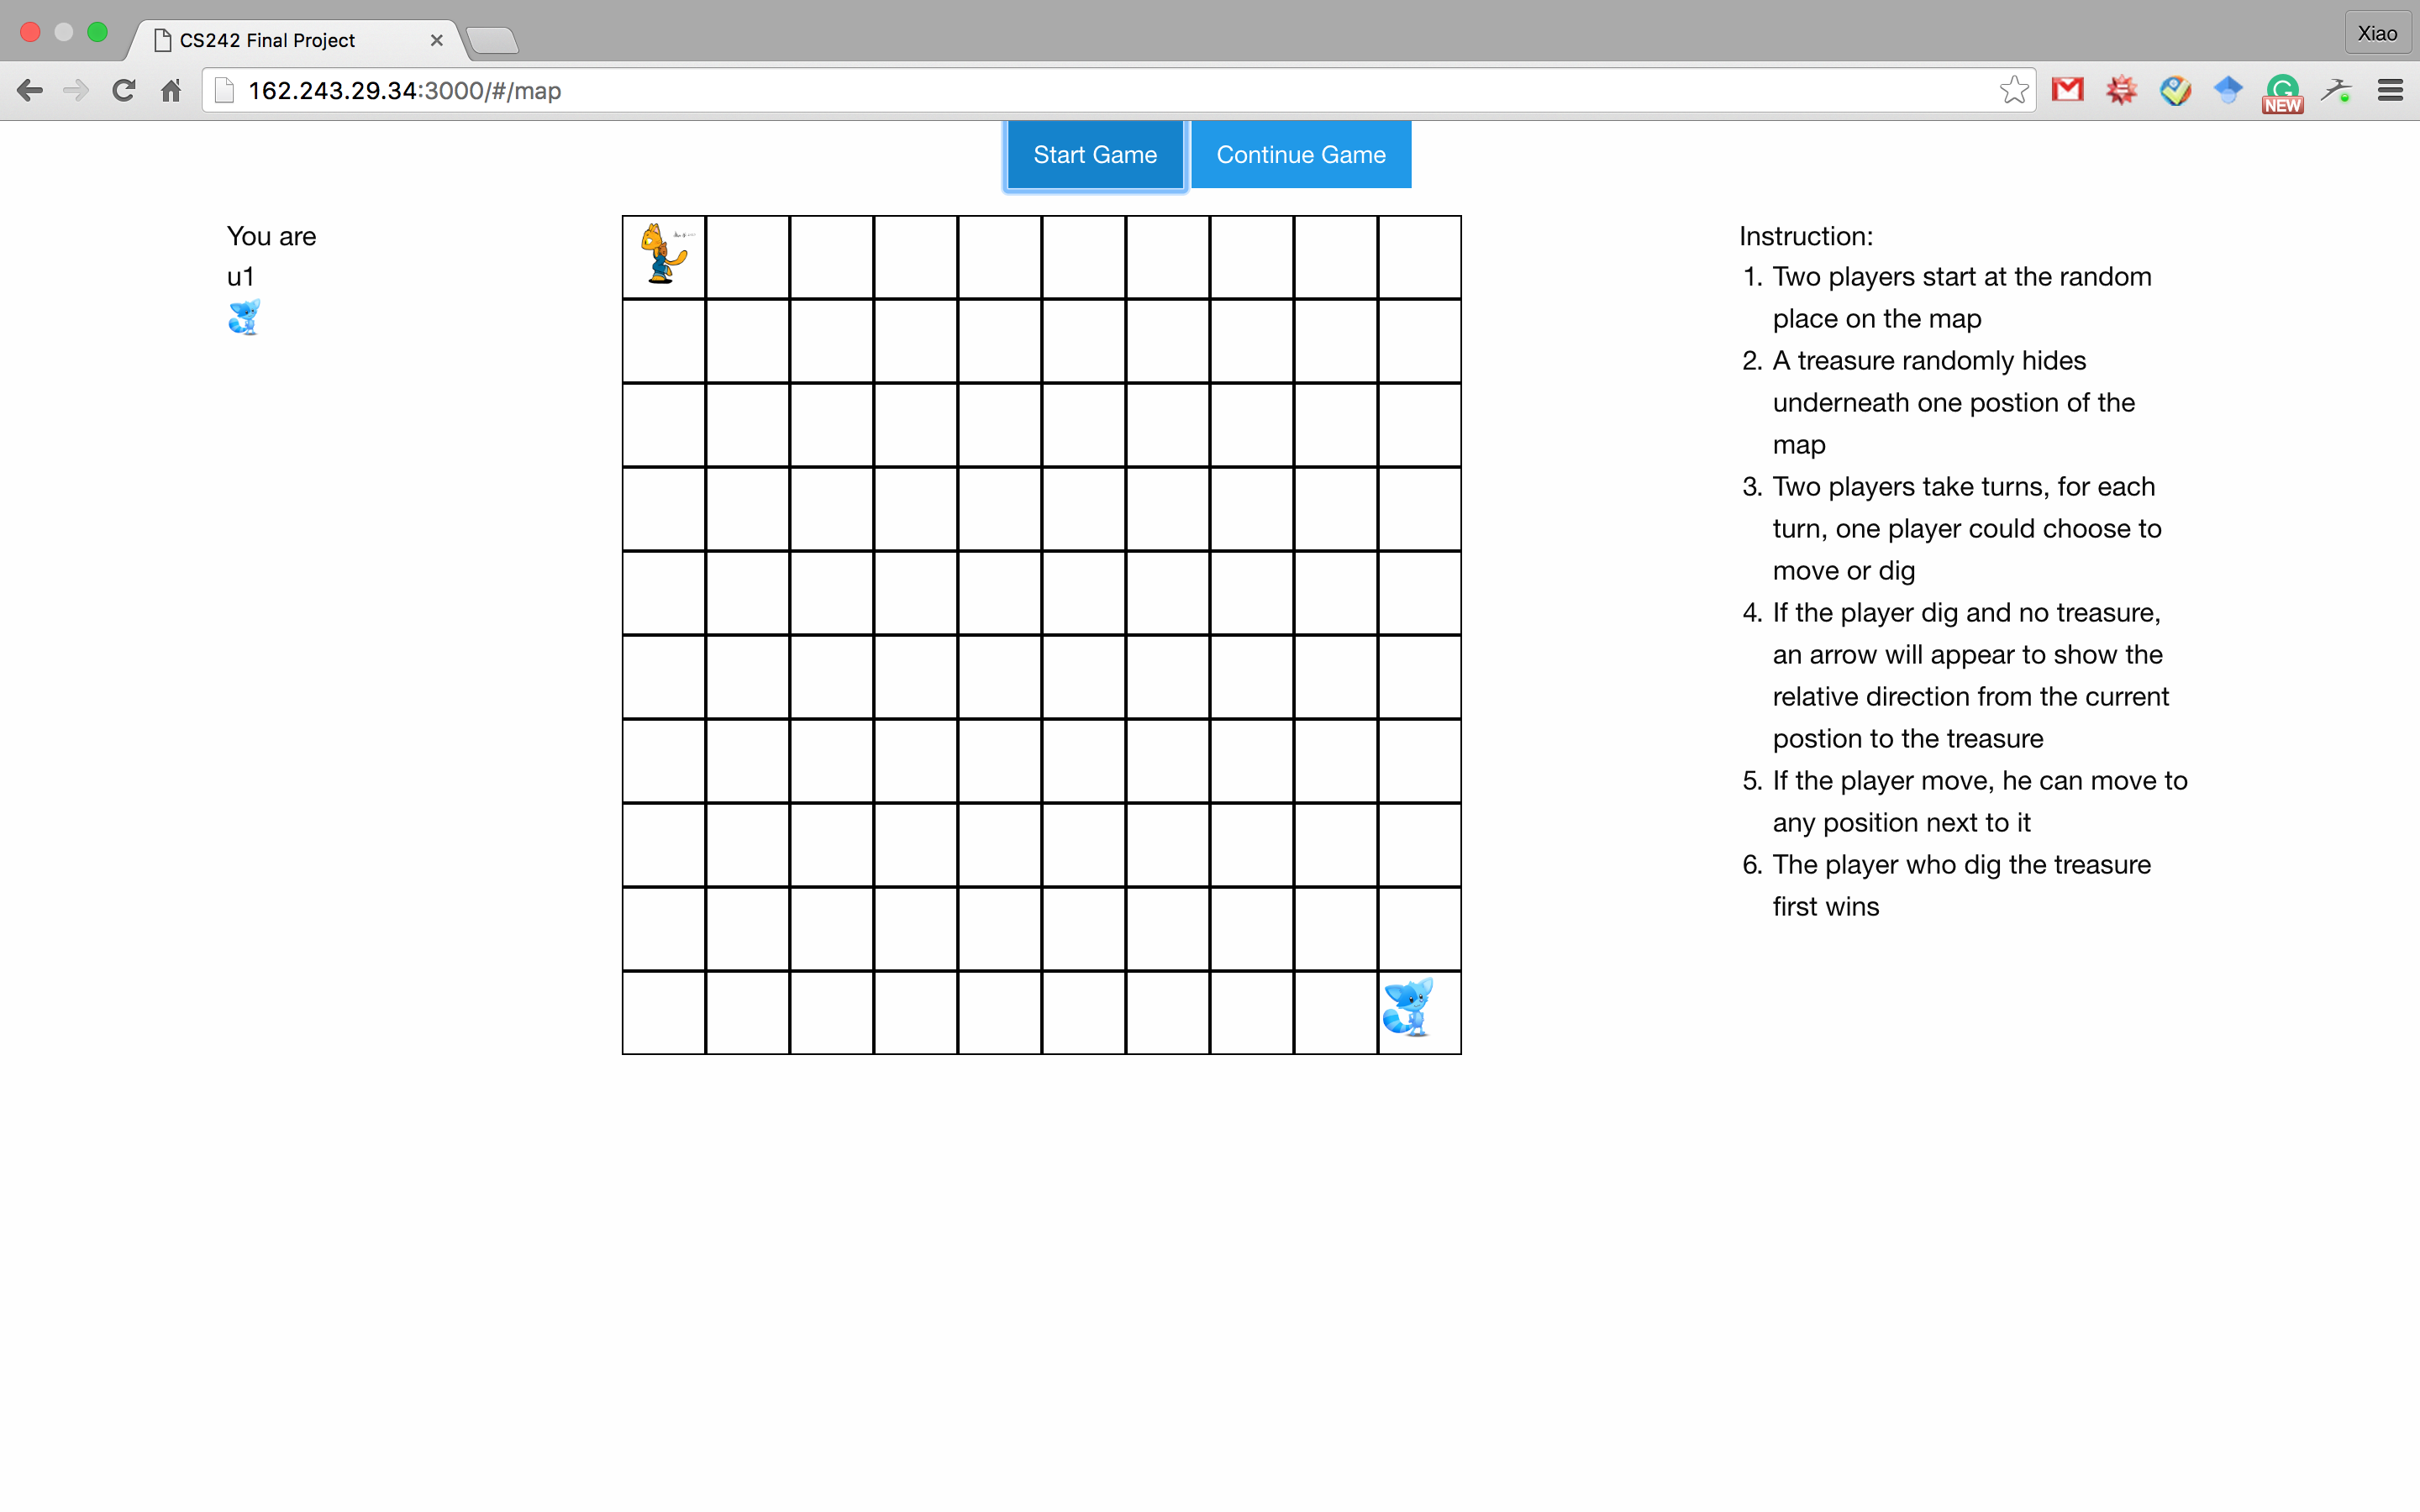 CS242 Final Project
Xiao
162.243.29.34:3000/#/map
NEW
Start Game
Continue Game
You are
u1
Instruction:
1. Two players start at the random
place on the map
2. A treasure randomly hides
underneath one postion of the
map
3. Two players take turns, for each
turn, one player could choose to
move or dig
4. If the player dig and no treasure,
an arrow will appear to show the
relative direction from the current
postion to the treasure
5. If the player move, he can move to
any position next to it
6. The player who dig the treasure
first wins